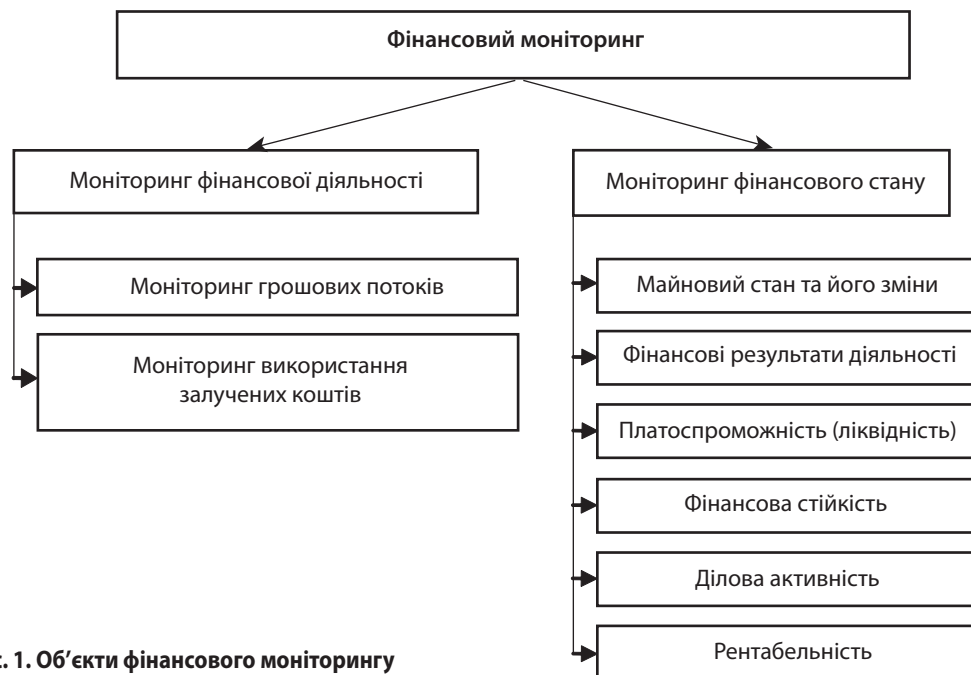 Фінансовий моніторинг
Моніторинг фінансової діяльності
Моніторинг грошових потоків
Моніторинг використання
залучених коштів
Моніторинг фінансового стану
Майновий стан та його зміни
Фінансові результати діяльності
Платоспроможність (ліквідність)
Фінансова стійкість
Ділова активність
Рентабельність
. 1. Об’єкти фінансового моніторингу